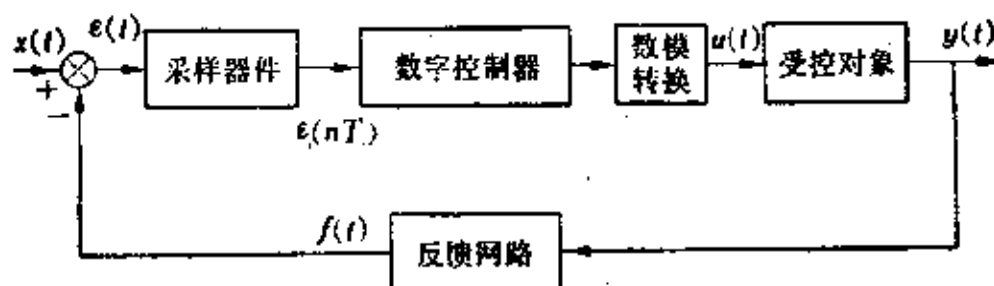 x(t)
ε(t)
采样器件
数字控制器
数模
转换
u(t)
受控对象
y(t)
+
−
ε(nT)
f(t)
反馈网路